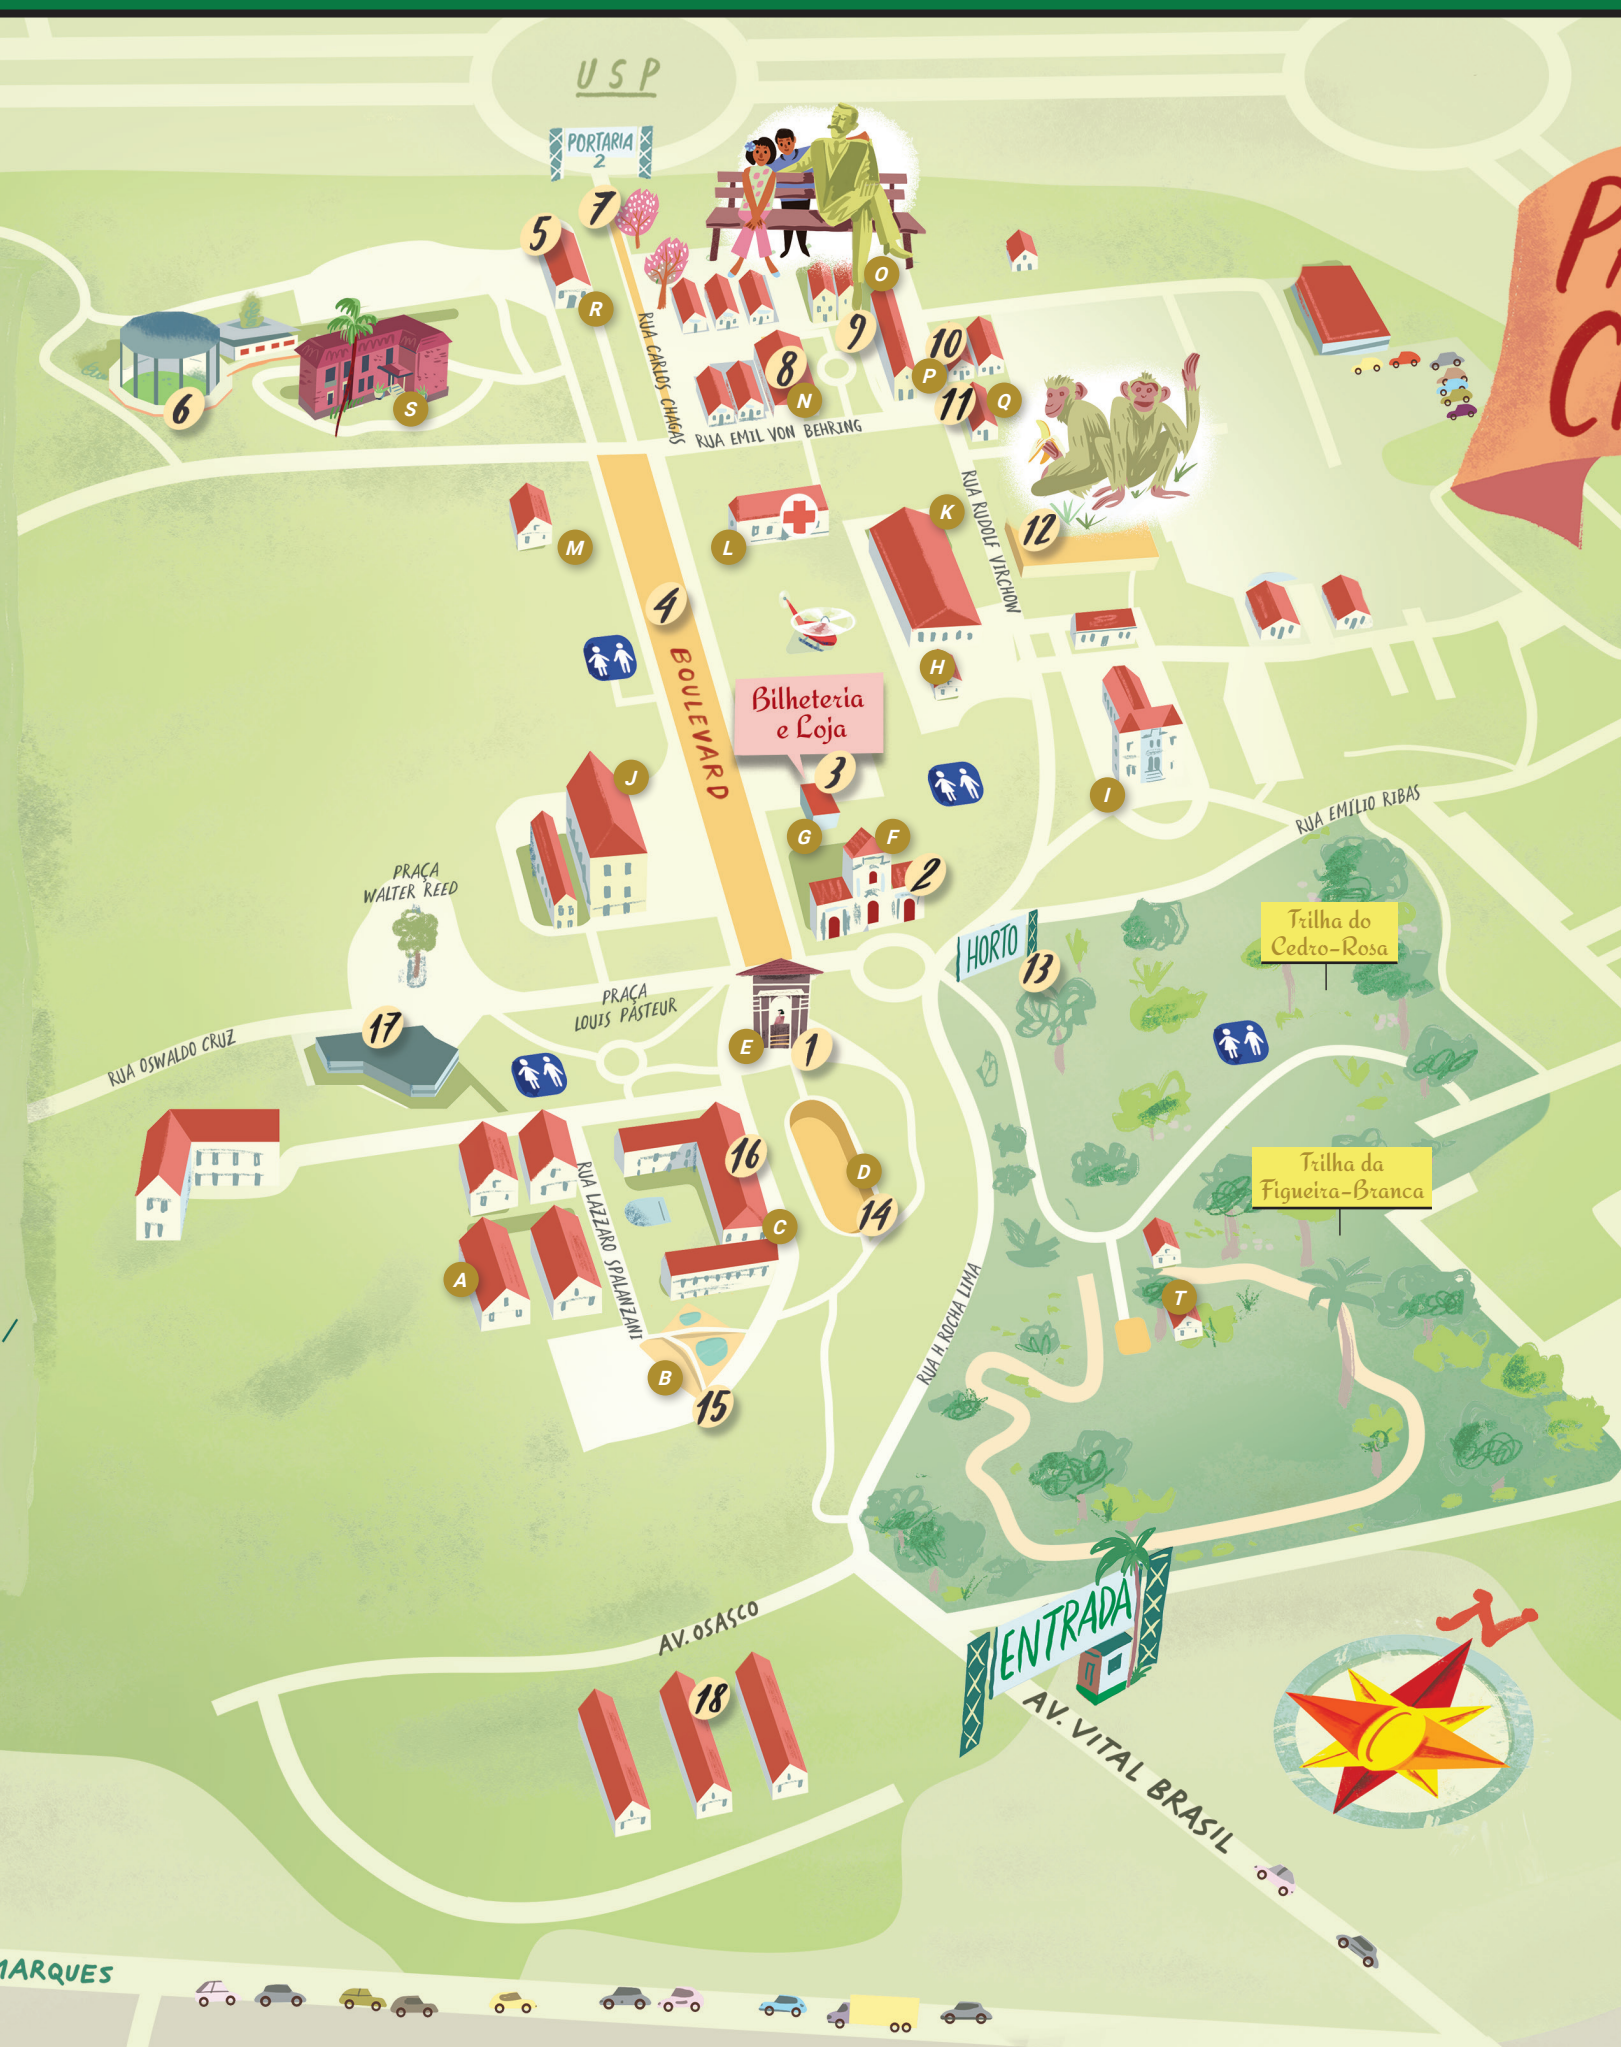 USP
PORTARIA
2
7
5
O
R
9
10
8
P
N
11
Q
6
S
RUA CARLOS CHAGAS
RUA EMIL VON BEHRING
RUA RUDOLF VIRCHOW
K
12
M
L
4
BOULEVARD
H
Bilheteria
e Loja
3
J
I
G
F
2
RUA EMÍLIO RIBAS
PRAÇA
WALTER REED
Trilha do
Cedro-Rosa
HORTO
13
PRAÇA
LOUIS PASTEUR
17
E
1
RUA OSWALDO CRUZ
16
D
14
C
A
RUA LAZZARO SPALANZANI
Trilha da
Figueira-Branca
T
B
15
RUA H. ROCHA LIMA
AV. OSASCO
ENTRADA
18
AV. VITAL BRASIL
N
MARQUES